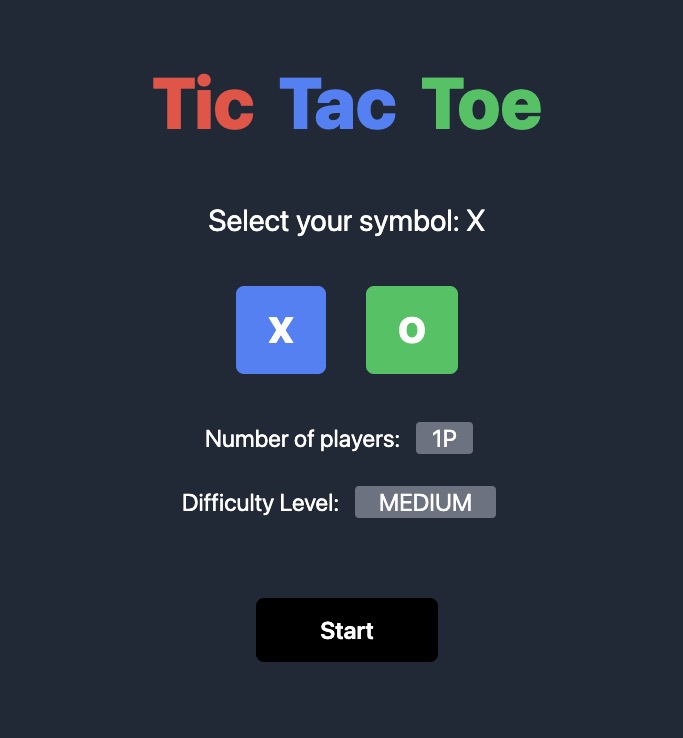 Tic Tac Toe
Select your symbol: X
X O
Number of players: 1P
Difficulty Level: MEDIUM
Start